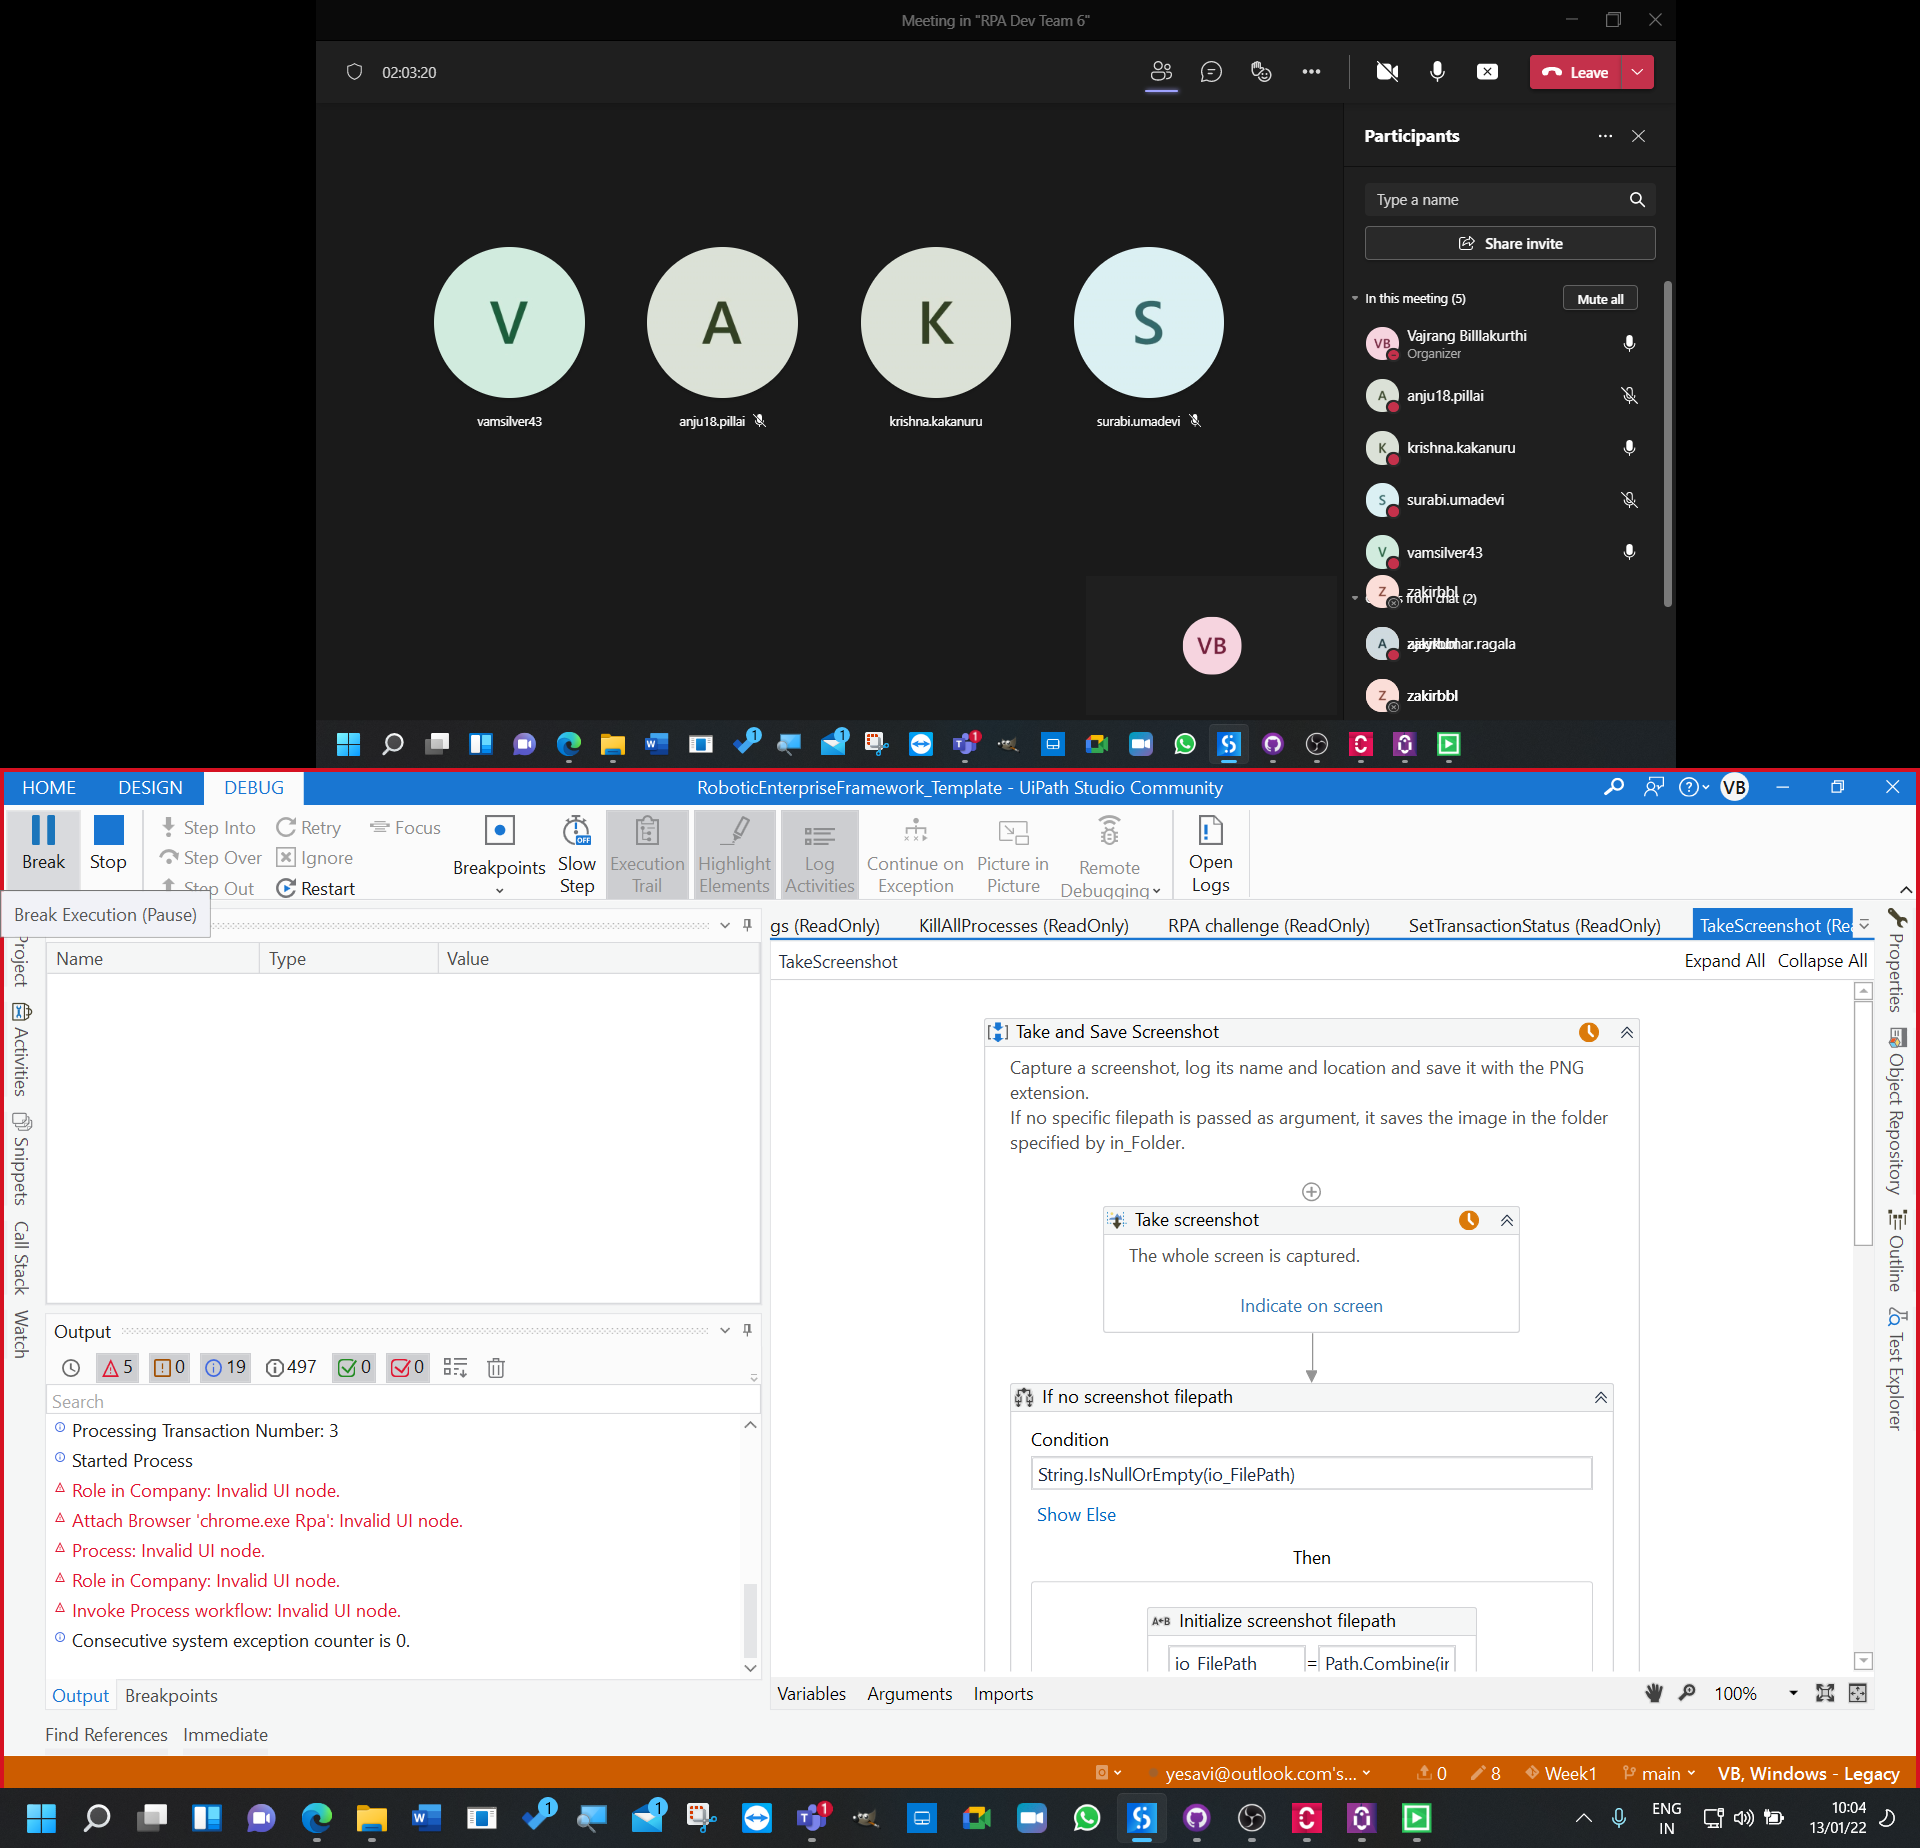 Meeting in "RPA Dev Team 6"
02:03:20
Leave
Participants
Type a name
Share invite
In this meeting (5)
Mute all
VB
Vajrang Billlakurthi
Organizer
A
anju18.pillai
K
krishna.kakanuru
S
surabi.umadevi
V
vamsilver43
Z
zakirbbl
from chat (2)
A
ajaykumar.ragala
Z
zakirbbl
V
A
K
S
vamsilver43
anju18.pillai
krishna.kakanuru
surabi.umadevi
VB
HOME DESIGN DEBUG
RoboticEnterpriseFramework_Template - UiPath Studio Community
VB
Break
Stop
Step Into
Step Over
Step Out
Retry
Ignore
Restart
Focus
Breakpoints
Slow
Step
Execution
Trail
Highlight
Elements
Log
Activities
Continue on
Exception
Picture in
Picture
Remote
Debugging
Open
Logs
Break Execution (Pause)
Project
Activities
Snippets
Call Stack
Watch
Name Type Value
Output
5 0 19 497 0 0
Search
Processing Transaction Number: 3
Started Process
Role in Company: Invalid UI node.
Attach Browser 'chrome.exe Rpa': Invalid UI node.
Process: Invalid UI node.
Role in Company: Invalid UI node.
Invoke Process workflow: Invalid UI node.
Consecutive system exception counter is 0.
Output Breakpoints
Find References Immediate
gs (ReadOnly) KillAllProcesses (ReadOnly) RPA challenge (ReadOnly) SetTransactionStatus (ReadOnly) TakeScreenshot (Rea
TakeScreenshot
Expand All Collapse All
Take and Save Screenshot
Capture a screenshot, log its name and location and save it with the PNG
extension.
If no specific filepath is passed as argument, it saves the image in the folder
specified by in_Folder.
Take screenshot
The whole screen is captured.
Indicate on screen
If no screenshot filepath
Condition
String.IsNullOrEmpty(io_FilePath)
Show Else
Then
A+B Initialize screenshot filepath
io_FilePath = Path.Combine(ir
Variables Arguments Imports
100%
Properties
Object Repository
Outline
Test Explorer
yesavi@outlook.com's...
0 8 Week1 main VB, Windows - Legacy
ENG
IN
10:04
13/01/22